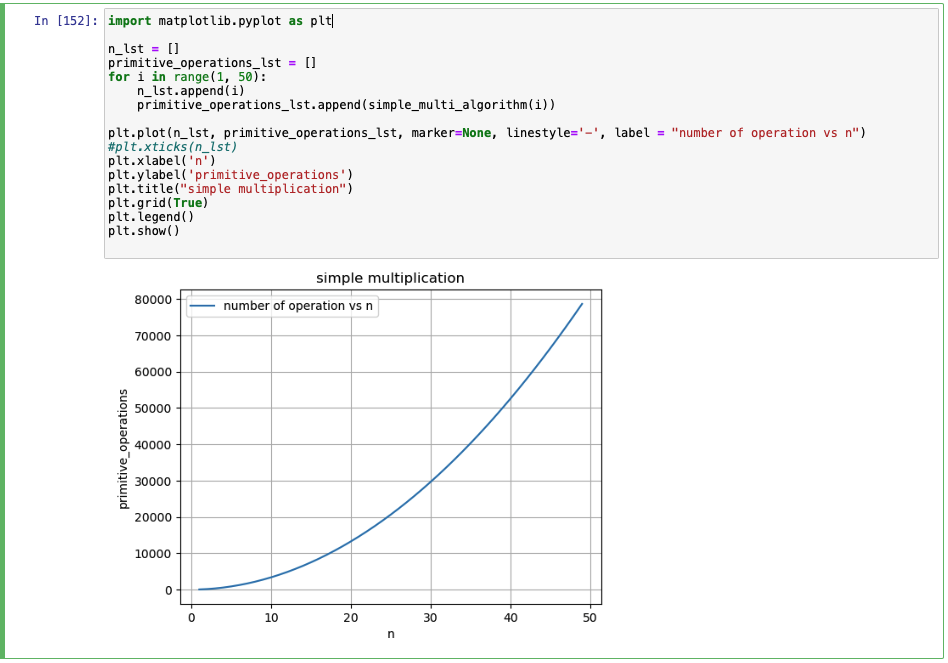 In [152]: import matplotlib.pyplot as plt
n_lst = []
primitive_operations_lst = []
for i in range(1, 50):
    n_lst.append(i)
    primitive_operations_lst.append(simple_multi_algorithm(i))
plt.plot(n_lst, primitive_operations_lst, marker=None, linestyle='-', label = "number of operation vs n")
#plt.xticks(n_lst)
plt.xlabel('n')
plt.ylabel('primitive_operations')
plt.title("simple multiplication")
plt.grid(True)
plt.legend()
plt.show()
simple multiplication
number of operation vs n
80000
70000
60000
50000
40000
30000
20000
10000
0
primitive_operations
0 10 20 30 40 50
n